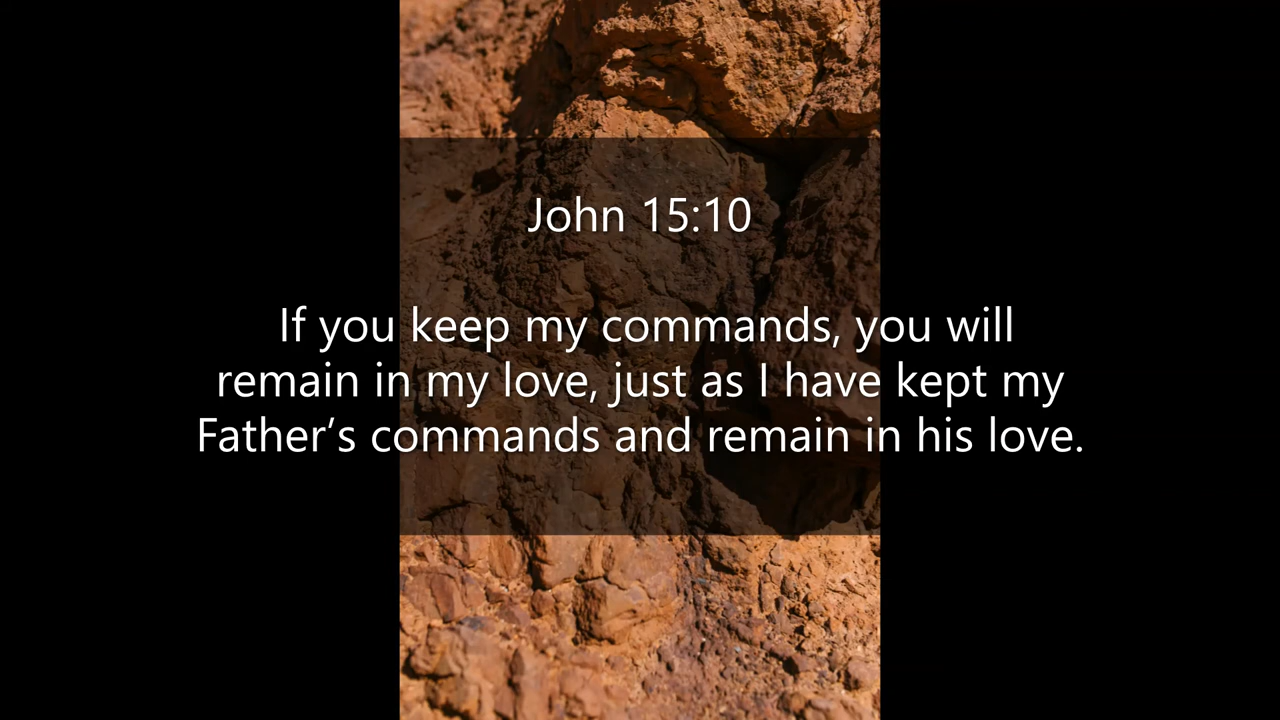 John 15:10
If you keep my commands, you will
remain in my love, just as I have kept my
Father’s commands and remain in his love.